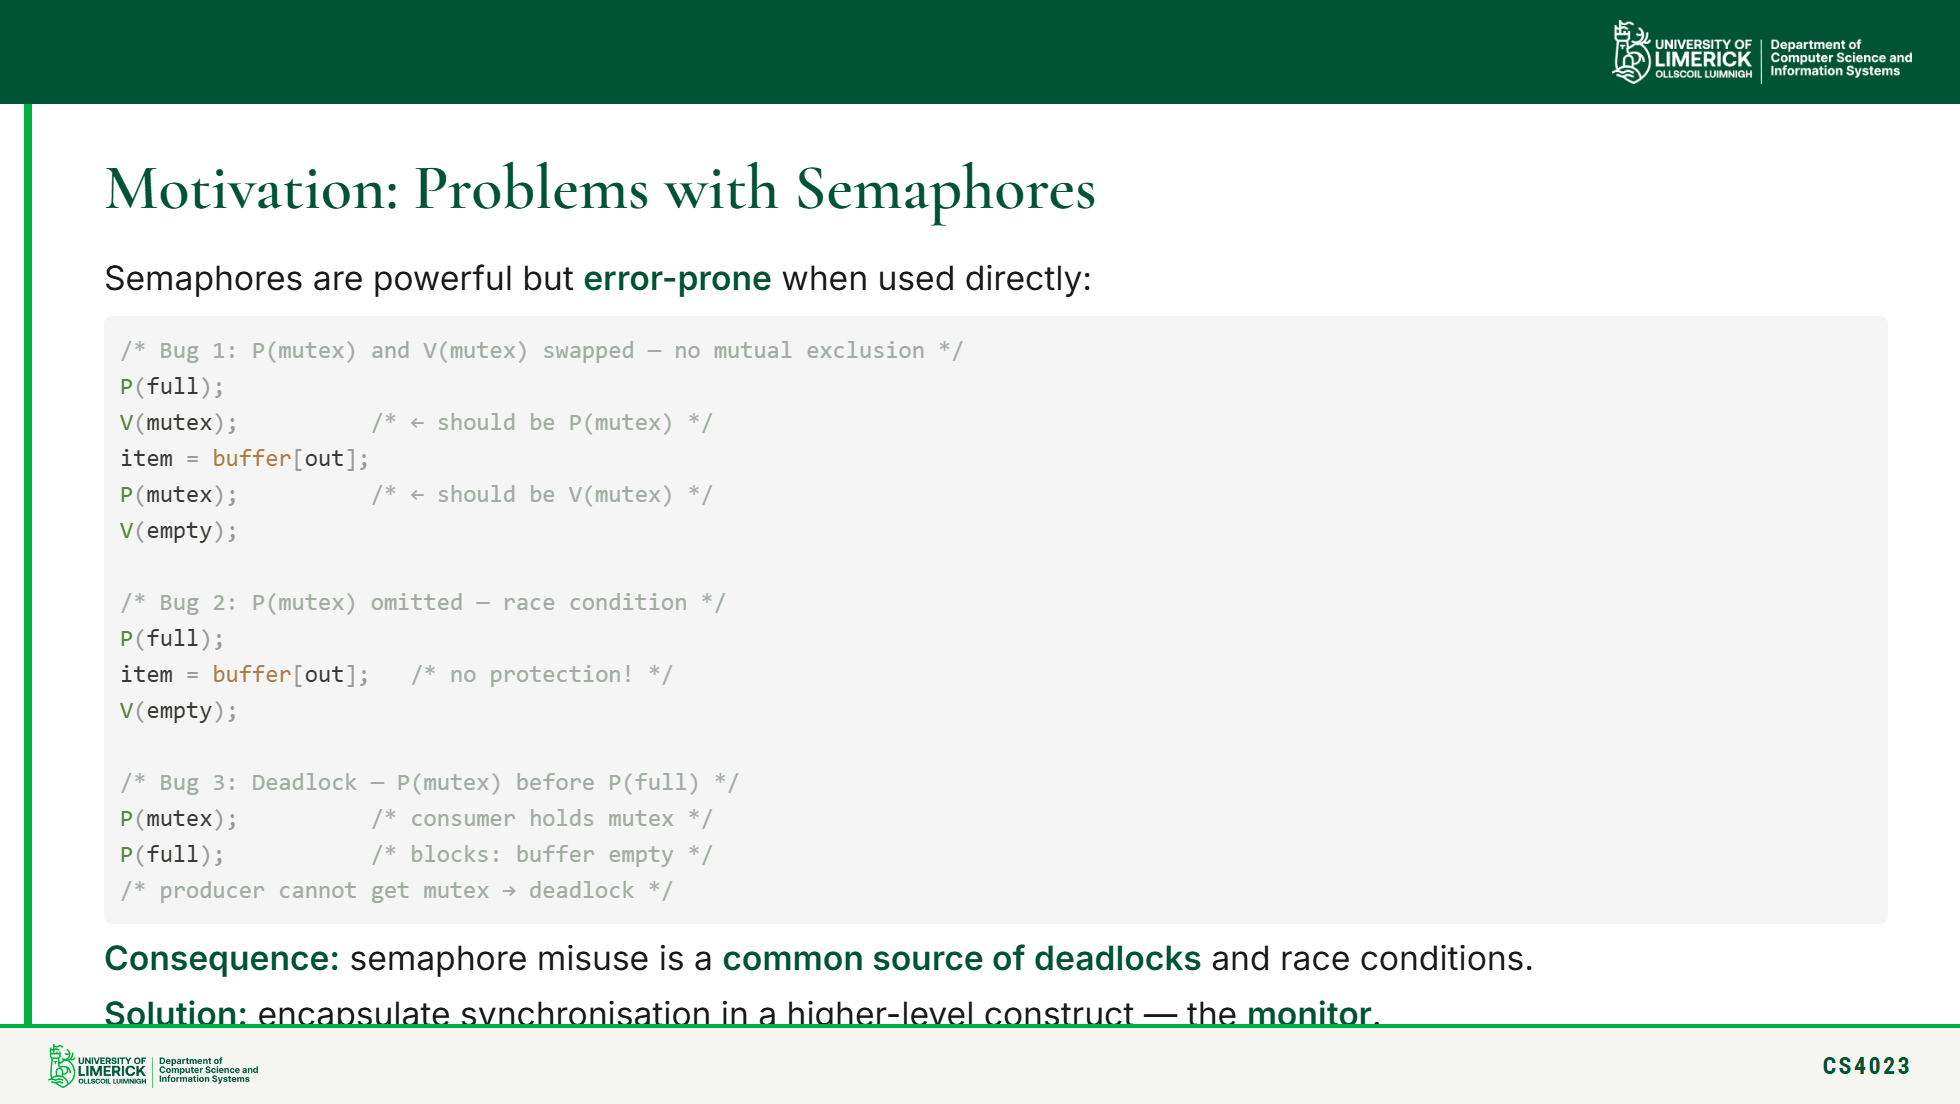 UNIVERSITY OF
LIMERICK
OLLSCOIL LUIMNIGH
Department of
Computer Science and
Information Systems
Motivation: Problems with Semaphores
Semaphores are powerful but error-prone when used directly:
/* Bug 1: P(mutex) and V(mutex) swapped — no mutual exclusion */
P(full);
V(mutex);          /* ← should be P(mutex) */
item = buffer[out];
P(mutex);          /* ← should be V(mutex) */
V(empty);
/* Bug 2: P(mutex) omitted — race condition */
P(full);
item = buffer[out];   /* no protection! */
V(empty);
/* Bug 3: Deadlock — P(mutex) before P(full) */
P(mutex);          /* consumer holds mutex */
P(full);           /* blocks: buffer empty */
/* producer cannot get mutex → deadlock */
Consequence: semaphore misuse is a common source of deadlocks and race conditions.
Solution: encapsulate synchronisation in a higher-level construct — the monitor.
UNIVERSITY OF
LIMERICK
OLLSCOIL LUIMNIGH
Department of
Computer Science and
Information Systems
CS4023